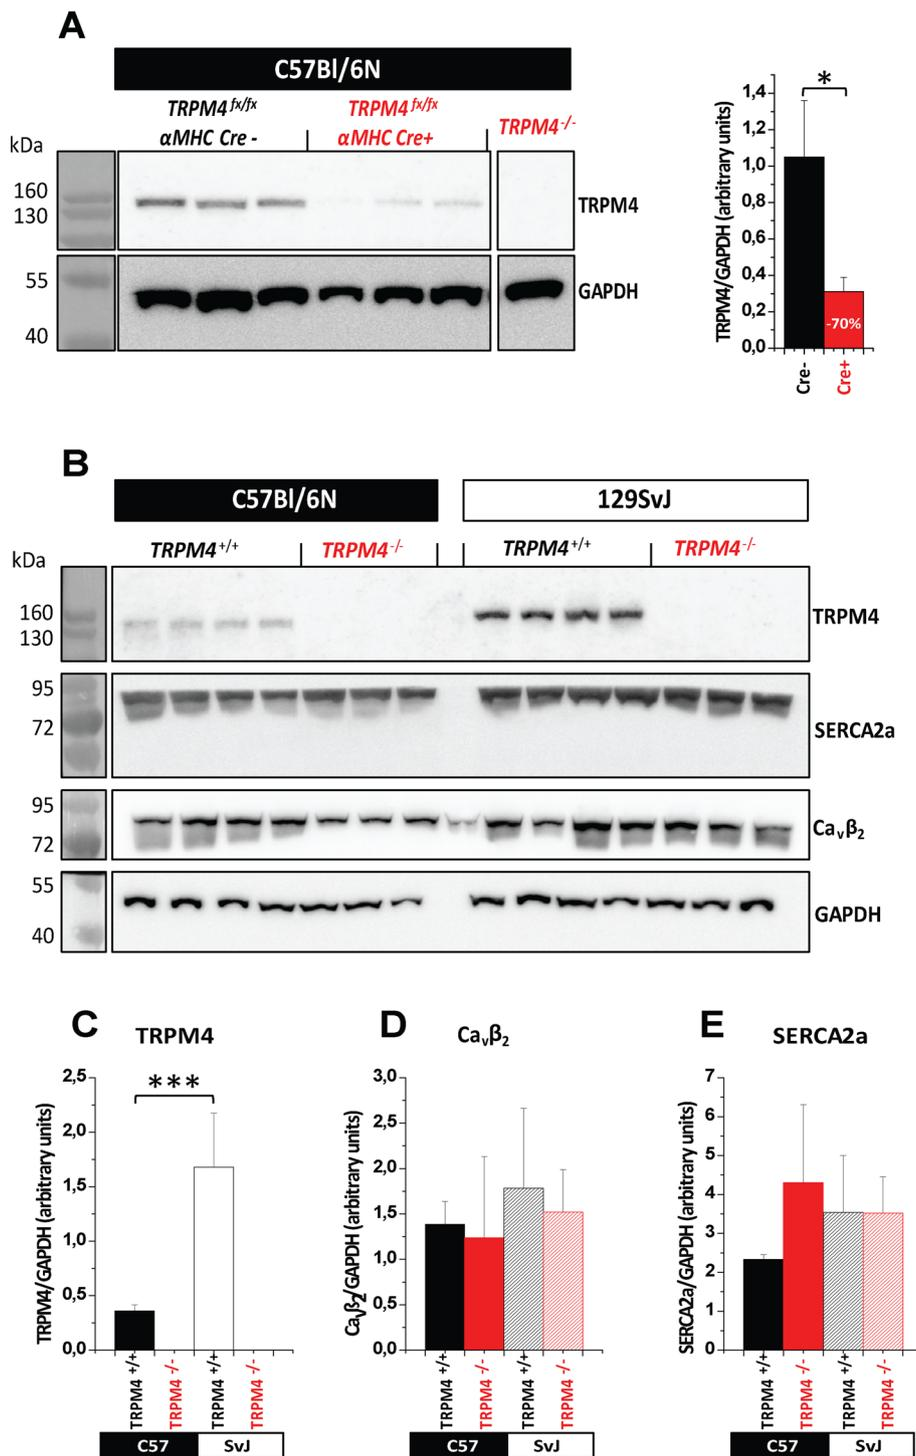 A
C57Bl/6N
TRPM4 fx/fx αMHC Cre -
TRPM4 fx/fx αMHC Cre+
TRPM4-/-
kDa
160
130
TRPM4
55
40
GAPDH
TRPM4/GAPDH (arbitrary units)
1,4
1,2
1,0
0,8
0,6
0,4
0,2
0,0
*
-70%
Cre-
Cre+
B
C57Bl/6N
129SvJ
kDa
TRPM4+/+
TRPM4-/-
TRPM4+/+
TRPM4-/-
160
130
TRPM4
95
72
SERCA2a
95
72
Cavβ2
55
40
GAPDH
C
TRPM4
TRPM4/GAPDH (arbitrary units)
2,5
2,0
1,5
1,0
0,5
0,0
***
TRPM4 +/+
TRPM4 -/-
TRPM4 +/+
TRPM4 -/-
C57
SvJ
D
Cavβ2
Cavβ2/GAPDH (arbitrary units)
3,0
2,5
2,0
1,5
1,0
0,5
0,0
TRPM4 +/+
TRPM4 -/-
TRPM4 +/+
TRPM4 -/-
C57
SvJ
E
SERCA2a
SERCA2a/GAPDH (arbitrary units)
7
6
5
4
3
2
1
0
TRPM4 +/+
TRPM4 -/-
TRPM4 +/+
TRPM4 -/-
C57
SvJ